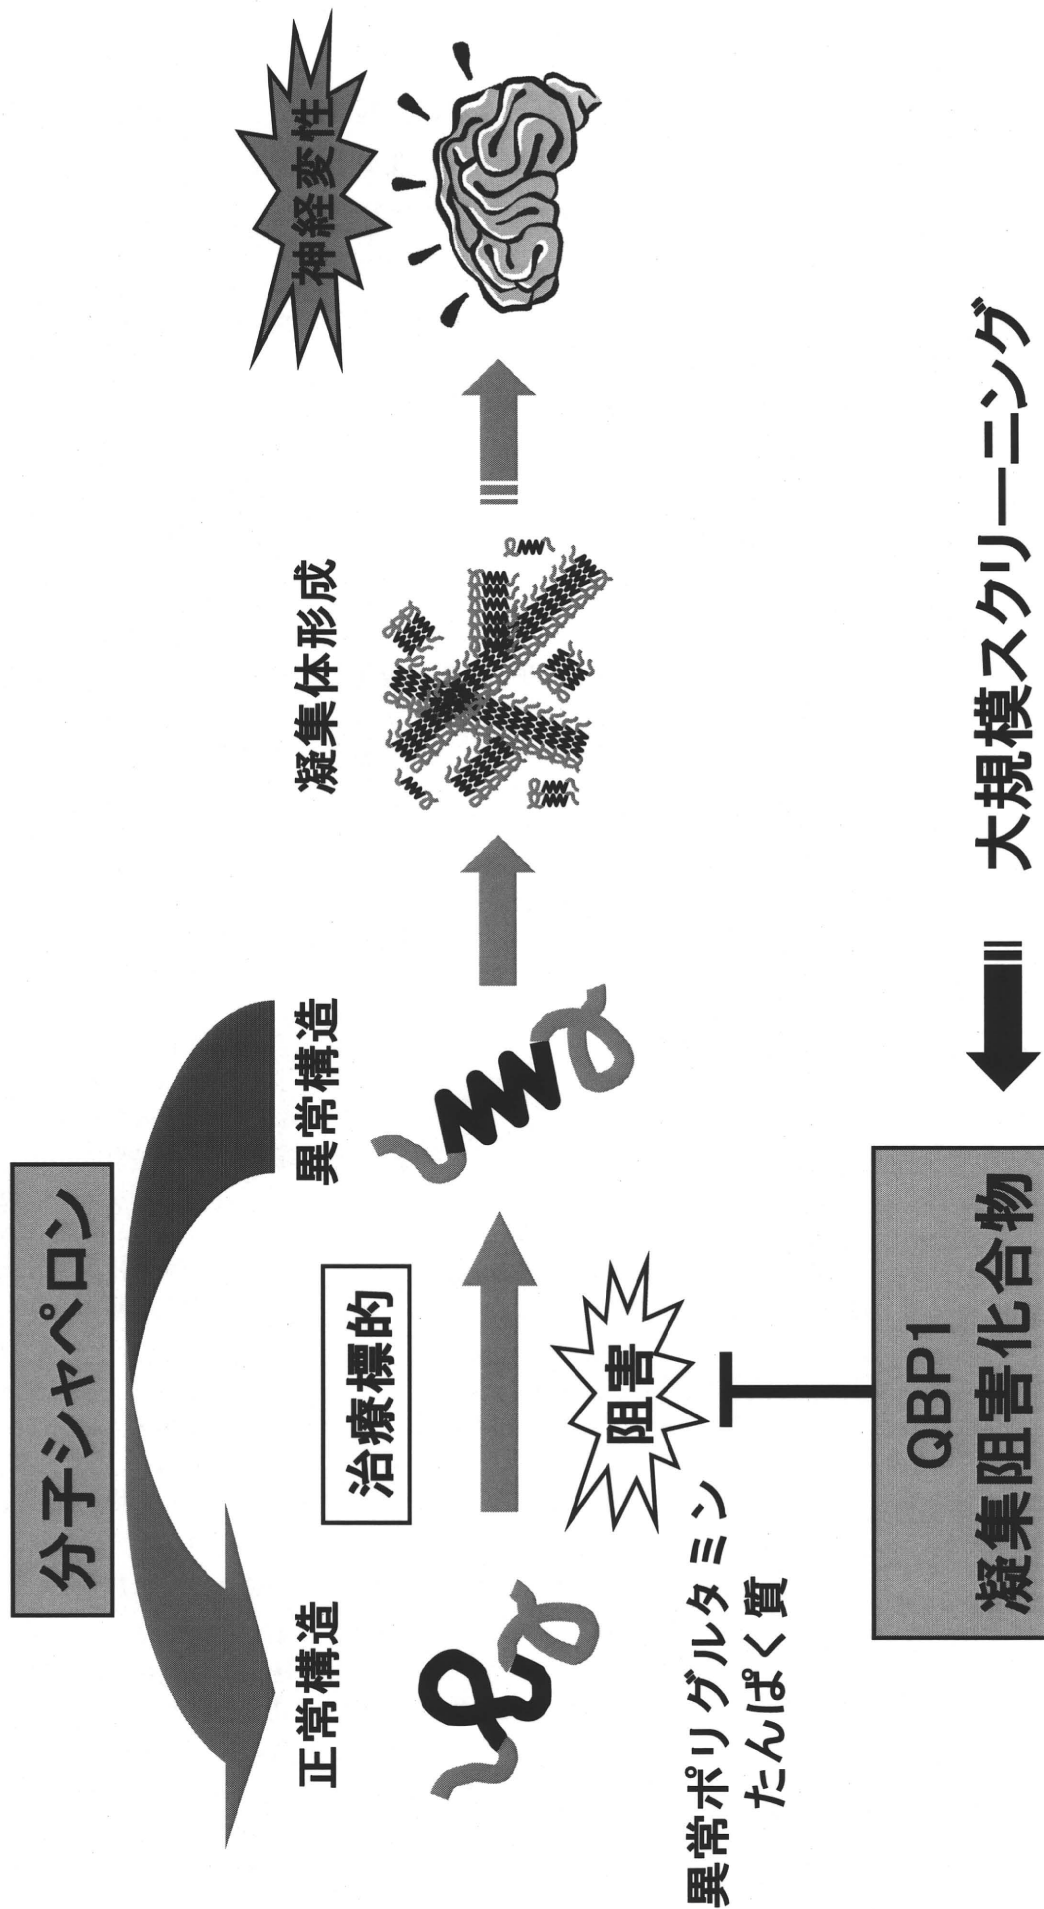 分子シャペロン
正常構造
治療標的
異常構造
凝集体形成
神経変性
阻害
異常ポリグルタミン
たんぱく質
QBP1
凝集阻害化合物
大規模スクリーニング